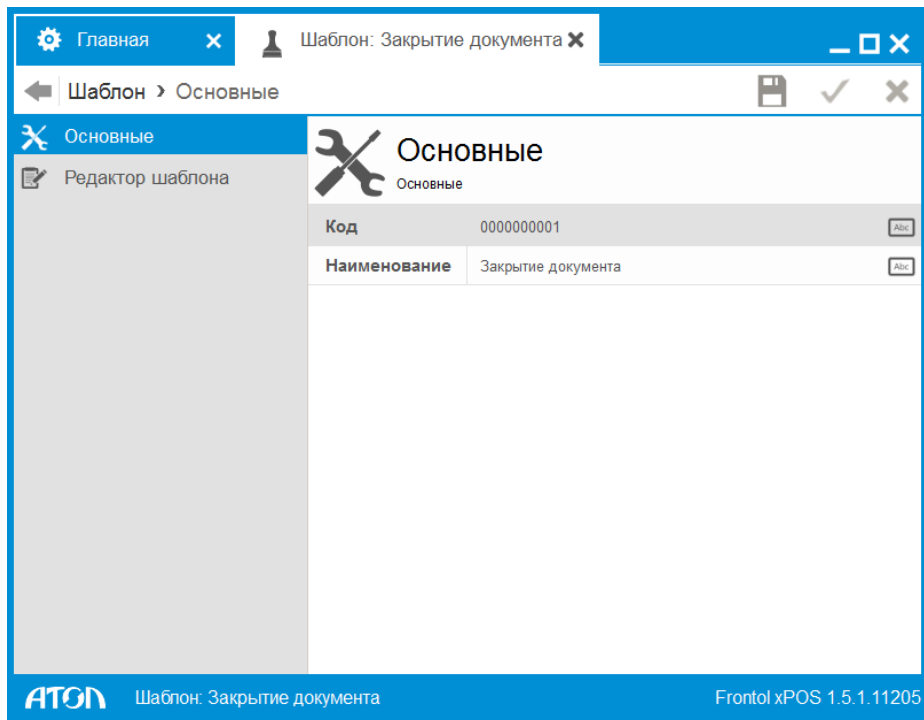 Главная
Шаблон: Закрытие документа
Шаблон › Основные
Основные
Редактор шаблона
Основные
Основные
Код 0000000001 Abc
Наименование Закрытие документа Abc
АТОЛ Шаблон: Закрытие документа Frontol xPOS 1.5.1.11205